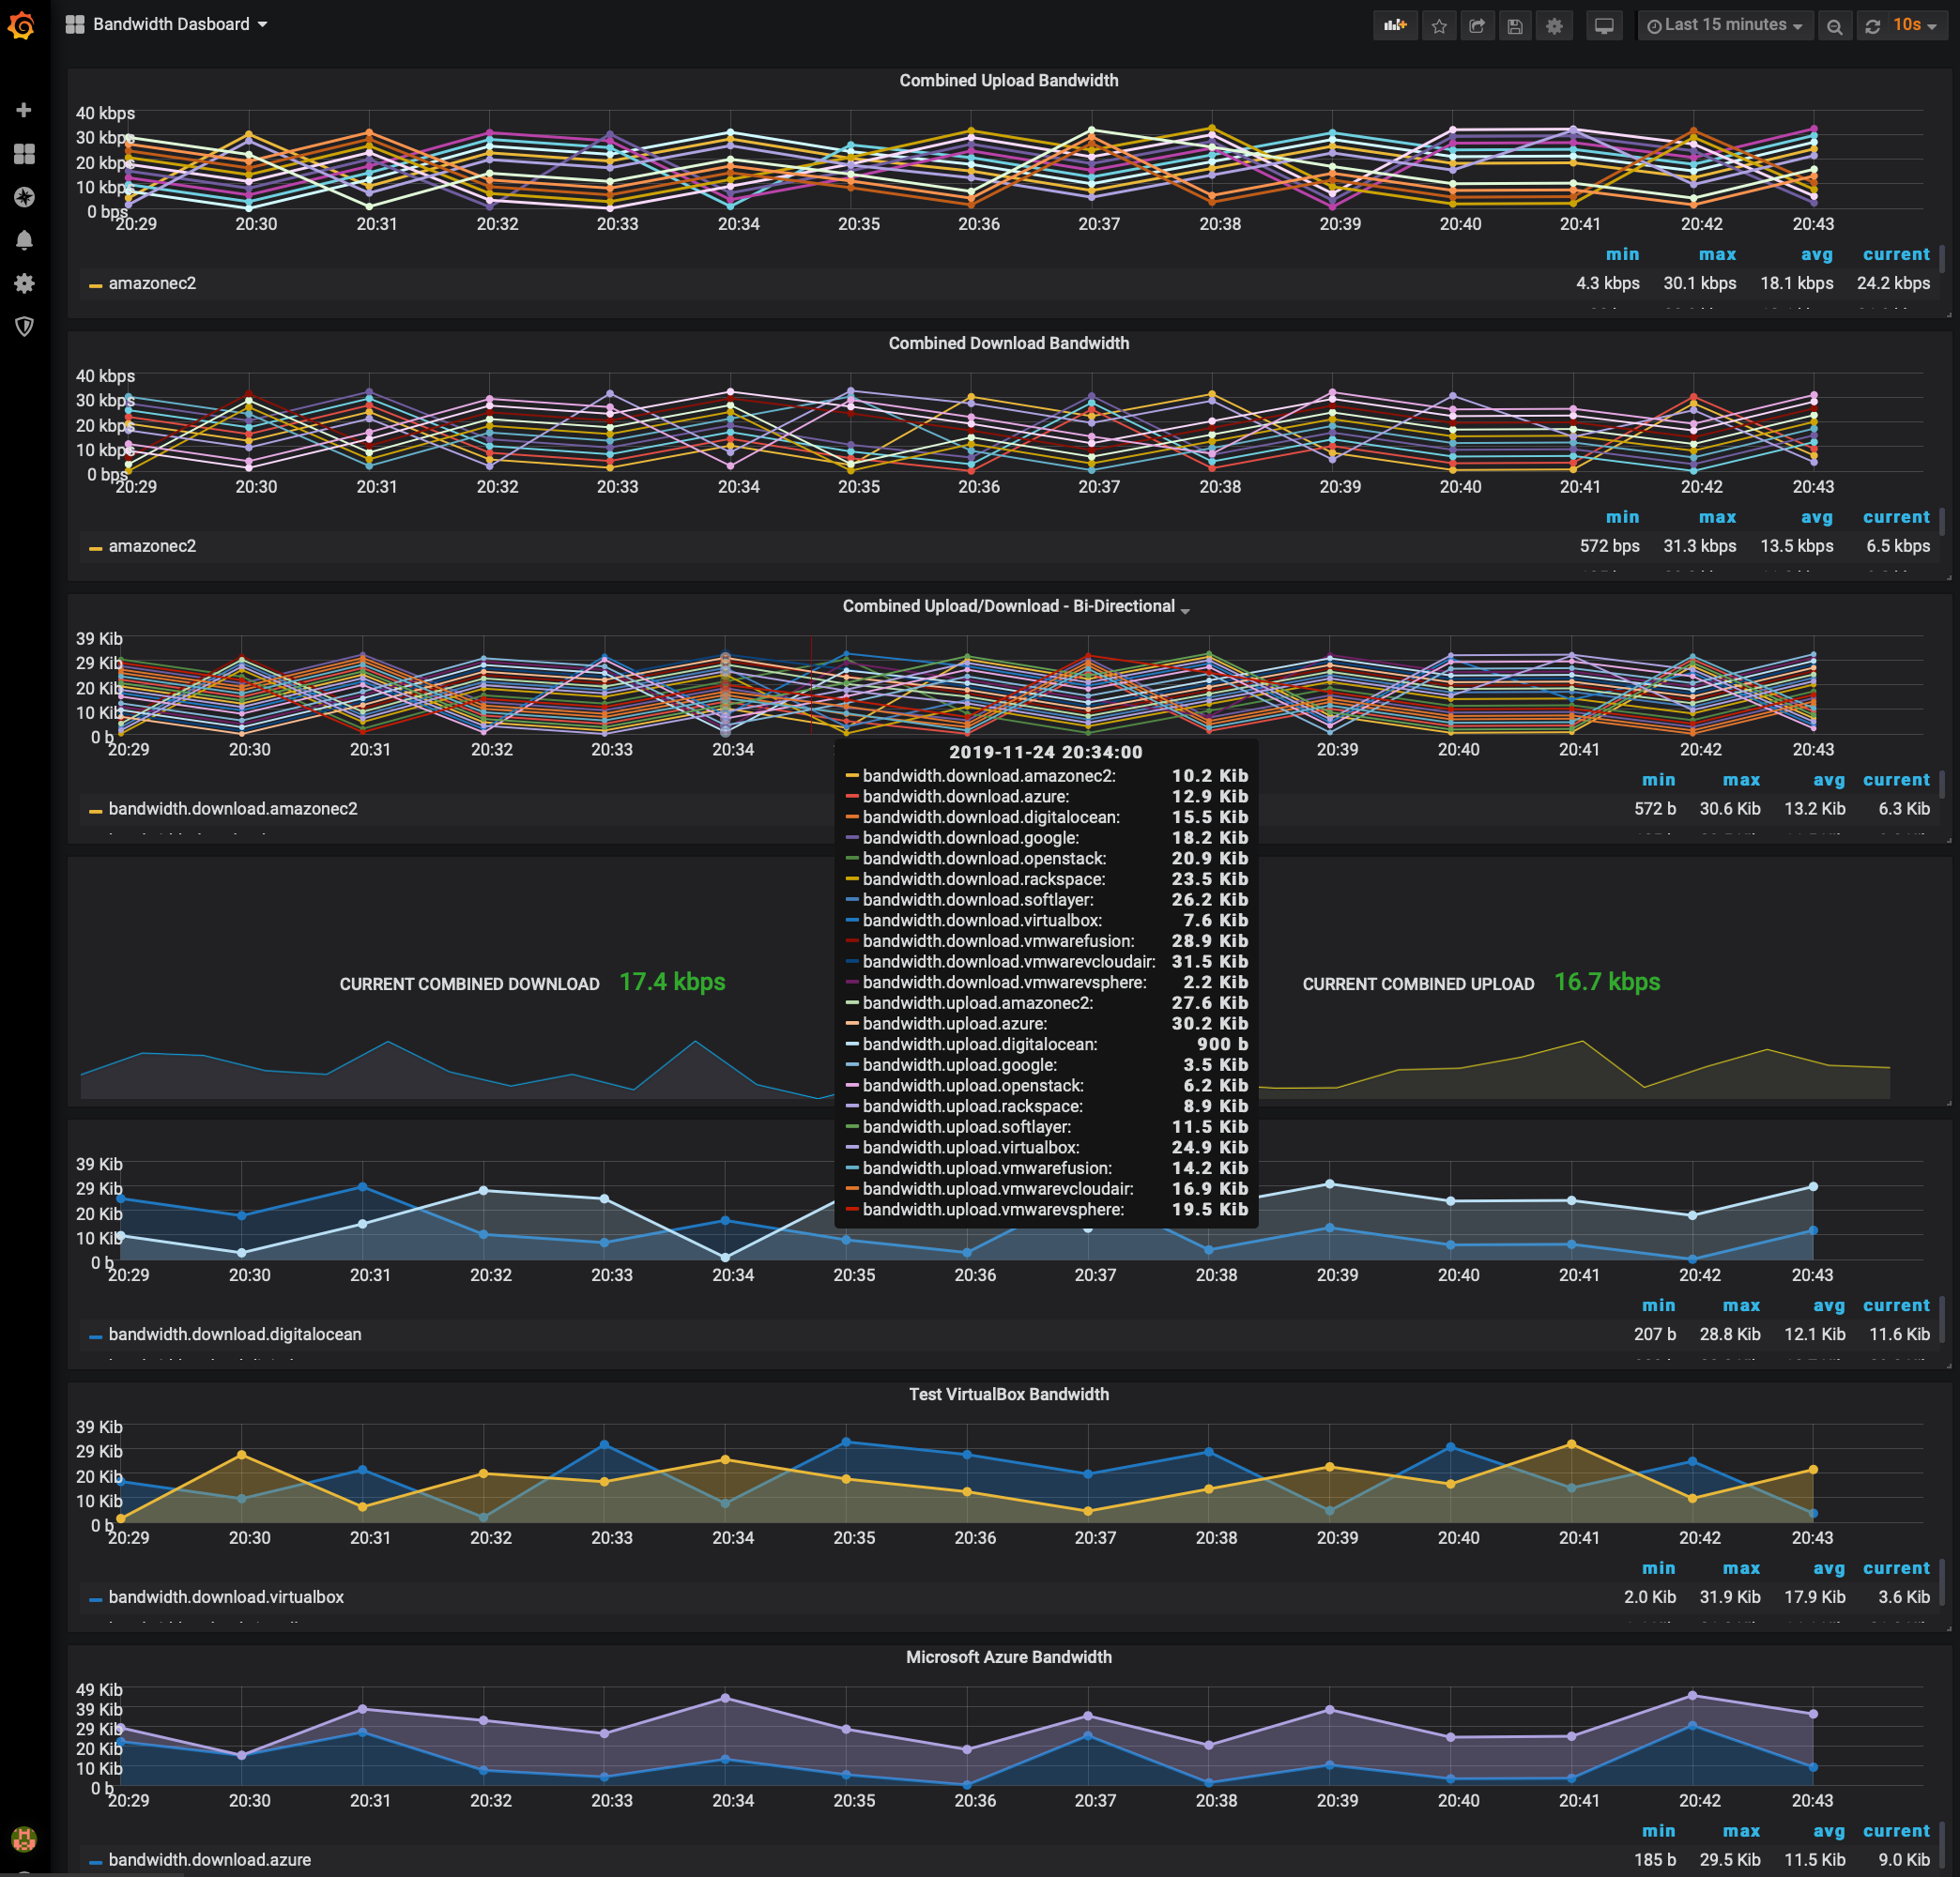 Bandwidth Dasboard
Last 15 minutes 10s
Combined Upload Bandwidth
40 kbps
30 kbps
20 kbps
10 kbps
0 bps
20:29 20:30 20:31 20:32 20:33 20:34 20:35 20:36 20:37 20:38 20:39 20:40 20:41 20:42 20:43
min max avg current
amazonec2 4.3 kbps 30.1 kbps 18.1 kbps 24.2 kbps
Combined Download Bandwidth
40 kbps
30 kbps
20 kbps
10 kbps
0 bps
20:29 20:30 20:31 20:32 20:33 20:34 20:35 20:36 20:37 20:38 20:39 20:40 20:41 20:42 20:43
min max avg current
amazonec2 572 bps 31.3 kbps 13.5 kbps 6.5 kbps
Combined Upload/Download - Bi-Directional
39 Kib
29 Kib
20 Kib
10 Kib
0 b
20:29 20:30 20:31 20:32 20:33 20:34 20:39 20:40 20:41 20:42 20:43
min max avg current
bandwidth.download.amazonec2 572 b 30.6 Kib 13.2 Kib 6.3 Kib
2019-11-24 20:34:00
bandwidth.download.amazonec2: 10.2 Kib
bandwidth.download.azure: 12.9 Kib
bandwidth.download.digitalocean: 15.5 Kib
bandwidth.download.google: 18.2 Kib
bandwidth.download.openstack: 20.9 Kib
bandwidth.download.rackspace: 23.5 Kib
bandwidth.download.softlayer: 26.2 Kib
bandwidth.download.virtualbox: 7.6 Kib
bandwidth.download.vmwarefusion: 28.9 Kib
bandwidth.download.vmwarevcloudair: 31.5 Kib
bandwidth.download.vmwarevsphere: 2.2 Kib
bandwidth.upload.amazonec2: 27.6 Kib
bandwidth.upload.azure: 30.2 Kib
bandwidth.upload.digitalocean: 900 b
bandwidth.upload.google: 3.5 Kib
bandwidth.upload.openstack: 6.2 Kib
bandwidth.upload.rackspace: 8.9 Kib
bandwidth.upload.softlayer: 11.5 Kib
bandwidth.upload.virtualbox: 24.9 Kib
bandwidth.upload.vmwarefusion: 14.2 Kib
bandwidth.upload.vmwarevcloudair: 16.9 Kib
bandwidth.upload.vmwarevsphere: 19.5 Kib
CURRENT COMBINED DOWNLOAD 17.4 kbps
CURRENT COMBINED UPLOAD 16.7 kbps
39 Kib
29 Kib
20 Kib
10 Kib
0 b
20:29 20:30 20:31 20:32 20:33 20:34 20:35 20:36 20:37 20:38 20:39 20:40 20:41 20:42 20:43
min max avg current
bandwidth.download.digitalocean 207 b 28.8 Kib 12.1 Kib 11.6 Kib
Test VirtualBox Bandwidth
39 Kib
29 Kib
20 Kib
10 Kib
0 b
20:29 20:30 20:31 20:32 20:33 20:34 20:35 20:36 20:37 20:38 20:39 20:40 20:41 20:42 20:43
min max avg current
bandwidth.download.virtualbox 2.0 Kib 31.9 Kib 17.9 Kib 3.6 Kib
Microsoft Azure Bandwidth
49 Kib
39 Kib
29 Kib
20 Kib
10 Kib
0 b
20:29 20:30 20:31 20:32 20:33 20:34 20:35 20:36 20:37 20:38 20:39 20:40 20:41 20:42 20:43
min max avg current
bandwidth.download.azure 185 b 29.5 Kib 11.5 Kib 9.0 Kib